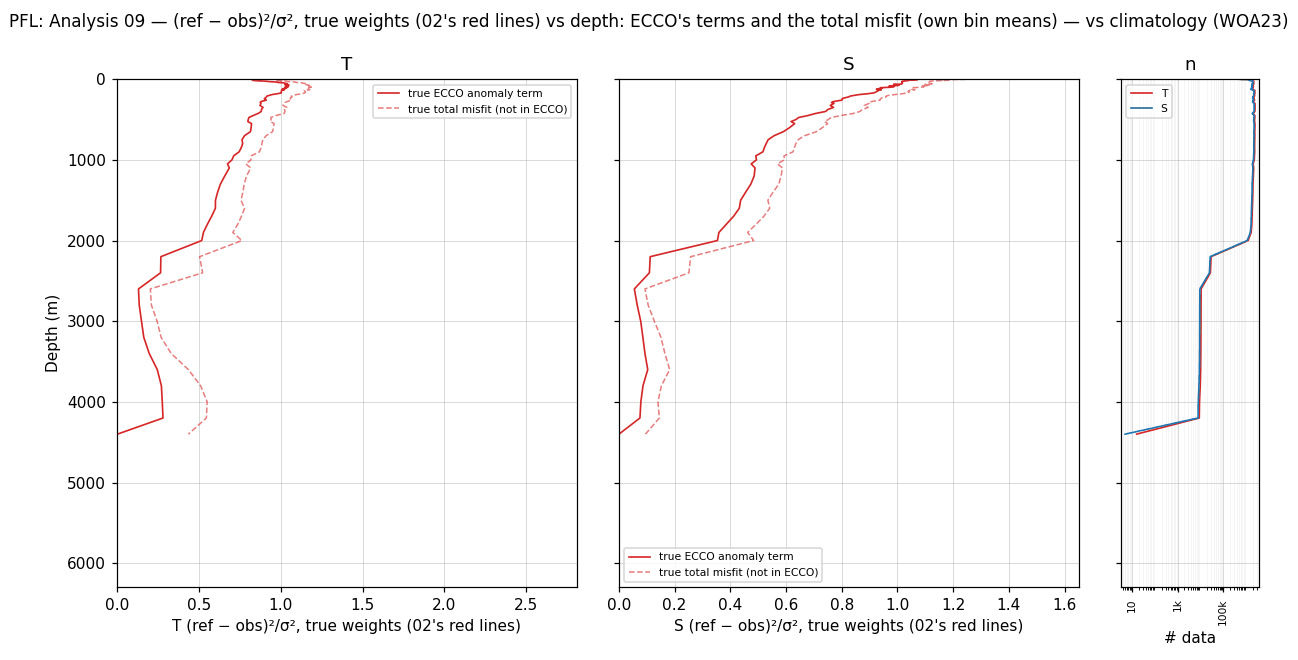 PFL: Analysis 09 — (ref − obs)²/σ², true weights (02's red lines) vs depth: ECCO's terms and the total misfit (own bin means) — vs climatology (WOA23)
T
S
n
true ECCO anomaly term
true total misfit (not in ECCO)
T
S
true ECCO anomaly term
true total misfit (not in ECCO)
Depth (m)
0
1000
2000
3000
4000
5000
6000
0.0 0.5 1.0 1.5 2.0 2.5
0.0 0.2 0.4 0.6 0.8 1.0 1.2 1.4 1.6
10 1k 100k
T (ref − obs)²/σ², true weights (02's red lines)
S (ref − obs)²/σ², true weights (02's red lines)
# data